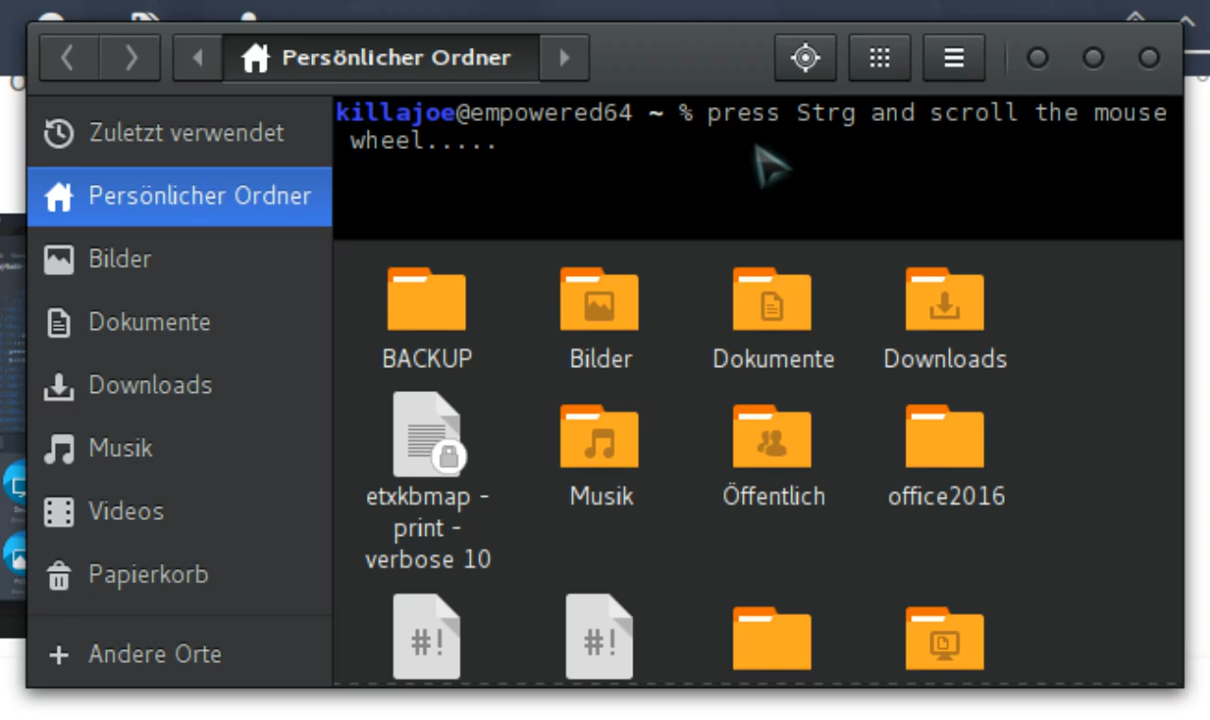 Persönlicher Ordner
killajoe@empowered64 ~ % press Strg and scroll the mouse
wheel.....
Zuletzt verwendet
Persönlicher Ordner
Bilder
Dokumente
Downloads
Musik
Videos
Papierkorb
Andere Orte
BACKUP
Bilder
Dokumente
Downloads
etxkbmap -
print -
verbose 10
Musik
Öffentlich
office2016
#!
#!